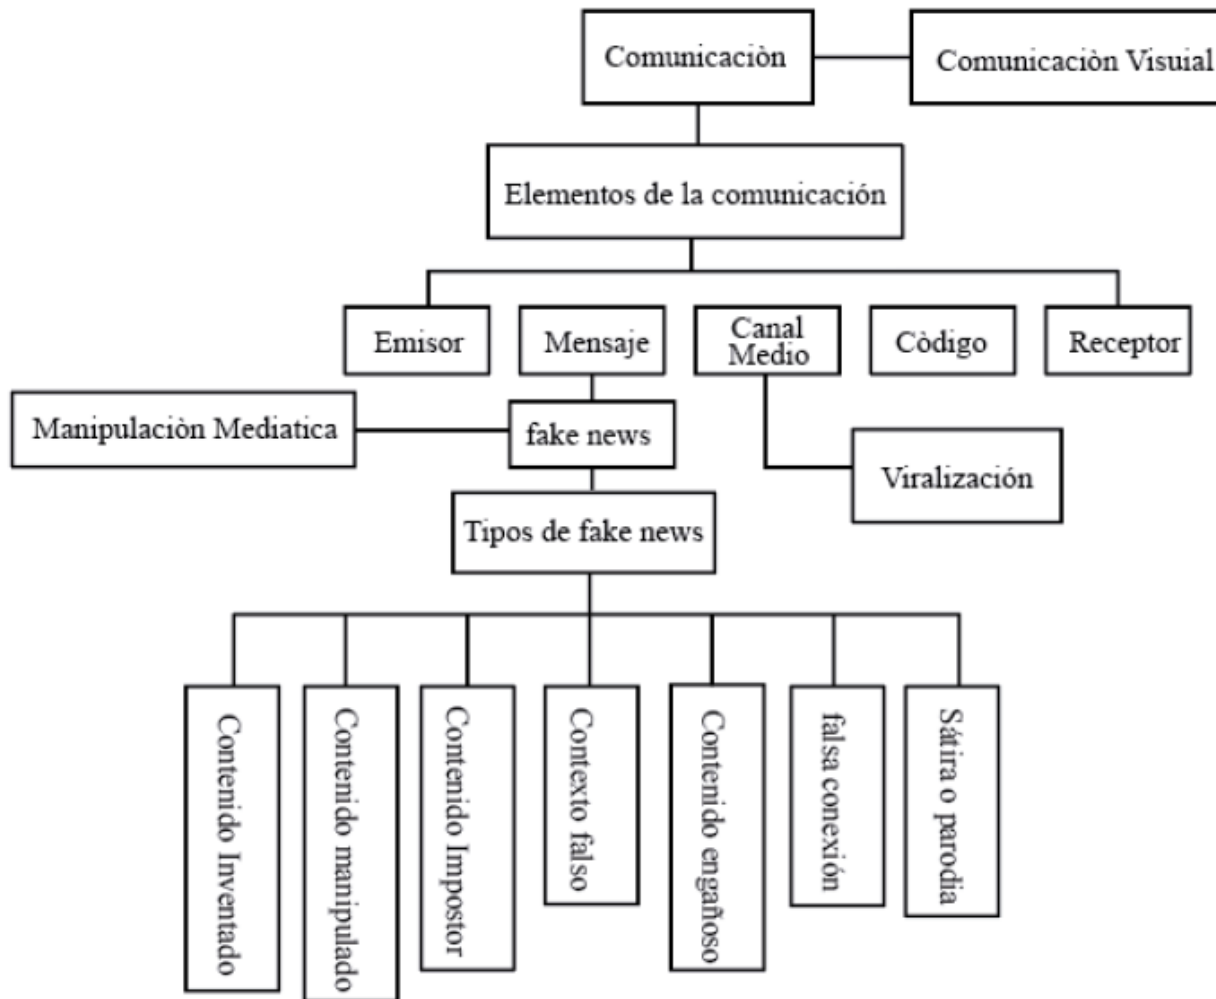 Comunicaciòn
Comunicaciòn Visuial
Elementos de la comunicación
Emisor
Mensaje
Canal
Medio
Còdigo
Receptor
Manipulaciòn Mediatica
fake news
Viralización
Tipos de fake news
Contenido Inventado
Contenido manipulado
Contenido Impostor
Contexto falso
Contenido engañoso
falsa conexión
Sátira o parodia